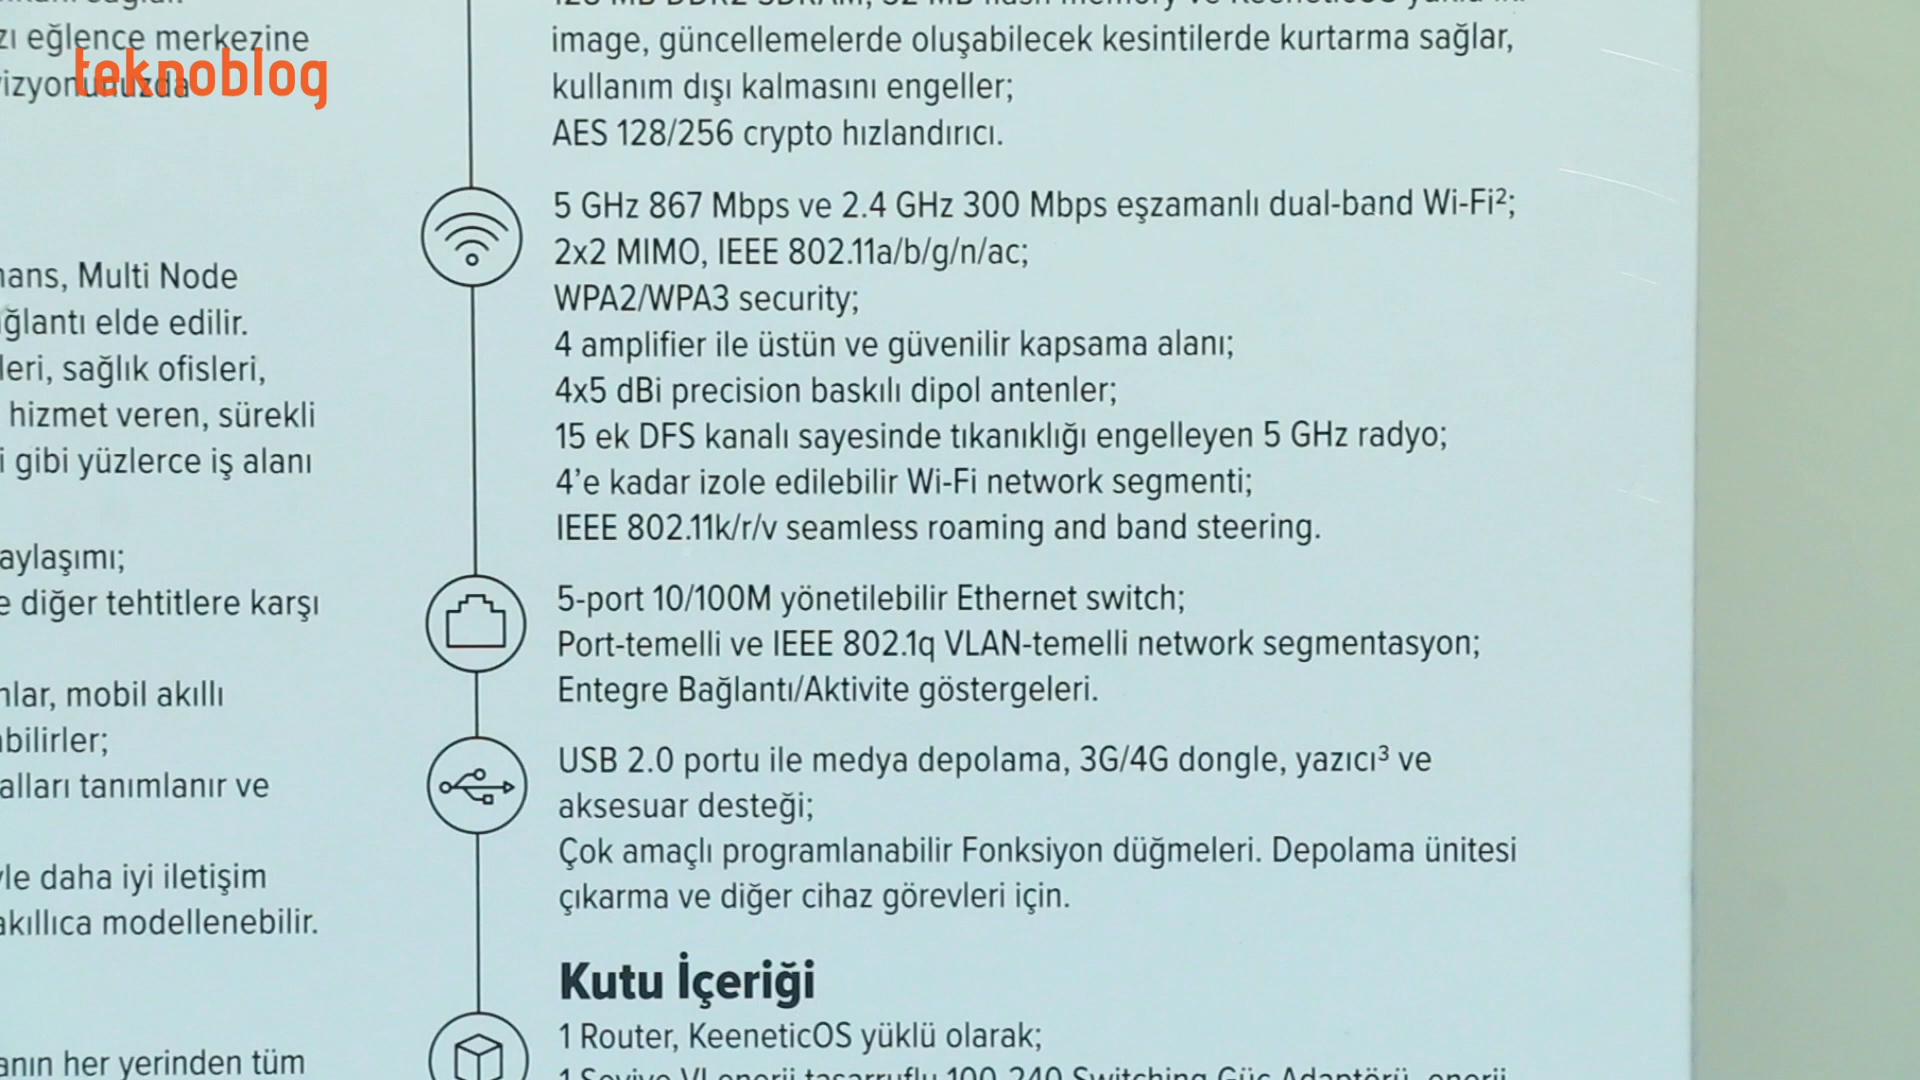 zı eğlence merkezine
teknoblog
ans, Multi Node
ğlantı elde edilir.
leri, sağlık ofisleri,
hizmet veren, sürekli
i gibi yüzlerce iş alanı
aylaşımı;
e diğer tehtitlere karşı
nlar, mobil akıllı
abilirler;
alları tanımlanır ve
yle daha iyi iletişim
akıllıca modellenebilir.
anın her yerinden tüm
image, güncellemelerde oluşabilecek kesintilerde kurtarma sağlar,
kullanım dışı kalmasını engeller;
AES 128/256 crypto hızlandırıcı.
5 GHz 867 Mbps ve 2.4 GHz 300 Mbps eşzamanlı dual-band Wi-Fi²;
2x2 MIMO, IEEE 802.11a/b/g/n/ac;
WPA2/WPA3 security;
4 amplifier ile üstün ve güvenilir kapsama alanı;
4x5 dBi precision baskılı dipol antenler;
15 ek DFS kanalı sayesinde tıkanıklığı engelleyen 5 GHz radyo;
4’e kadar izole edilebilir Wi-Fi network segmenti;
IEEE 802.11k/r/v seamless roaming and band steering.
5-port 10/100M yönetilebilir Ethernet switch;
Port-temelli ve IEEE 802.1q VLAN-temelli network segmentasyon;
Entegre Bağlantı/Aktivite göstergeleri.
USB 2.0 portu ile medya depolama, 3G/4G dongle, yazıcı³ ve
aksesuar desteği;
Çok amaçlı programlanabilir Fonksiyon düğmeleri. Depolama ünitesi
çıkarma ve diğer cihaz görevleri için.
Kutu İçeriği
1 Router, KeeneticOS yüklü olarak;